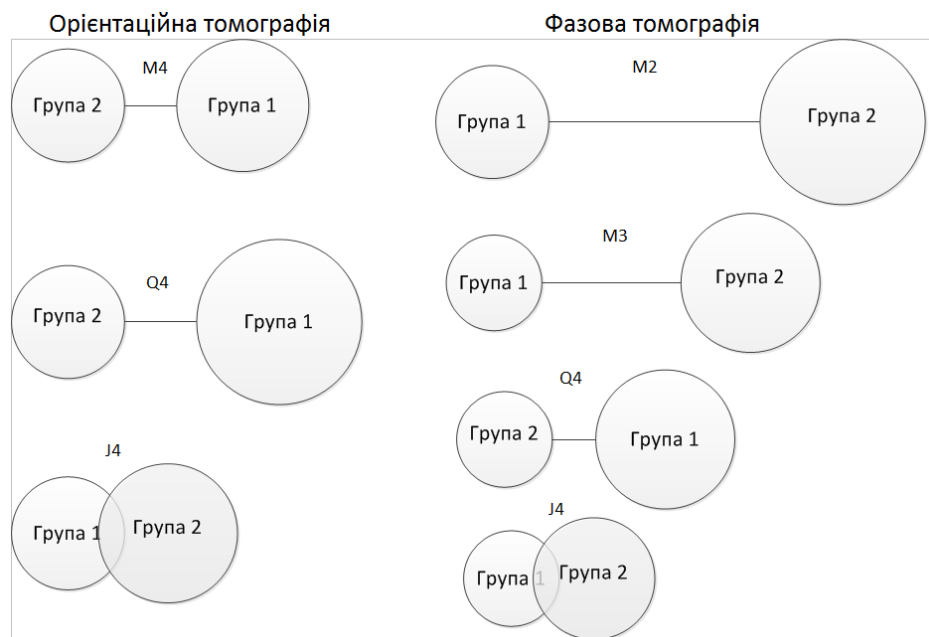 Орієнтаційна томографія
M4
Група 2 Група 1
Q4
Група 2 Група 1
J4
Група 1 Група 2
Фазова томографія
M2
Група 1 Група 2
M3
Група 1 Група 2
Q4
Група 2 Група 1
J4
Група 1 Група 2